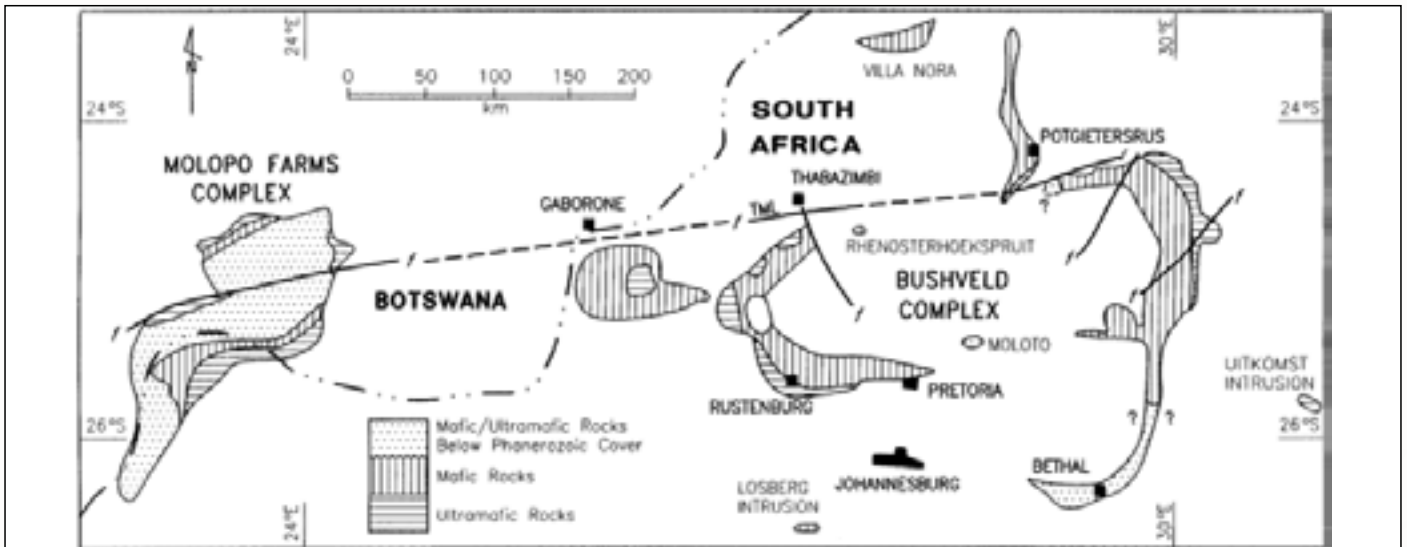 24°E
30°E
N
0 50 100 150 200
km
VILLA NORA
24°S
24°S
SOUTH
AFRICA
POTGIETERSRUS
MOLOPO FARMS
COMPLEX
THABAZIMBI
GABORONE
TML
f
f
?
f
RHENOSTERHOEKSPRUIT
f
f
BUSHVELD
COMPLEX
BOTSWANA
f
f
f
MOLOTO
UITKOMST
INTRUSION
RUSTENBURG
PRETORIA
Mafic/Ultramafic Rocks
Below Phanerozoic Cover
Mafic Rocks
Ultramafic Rocks
? ?
26°S
26°S
BETHAL
JOHANNESBURG
LOSBERG
INTRUSION
24°E
30°E